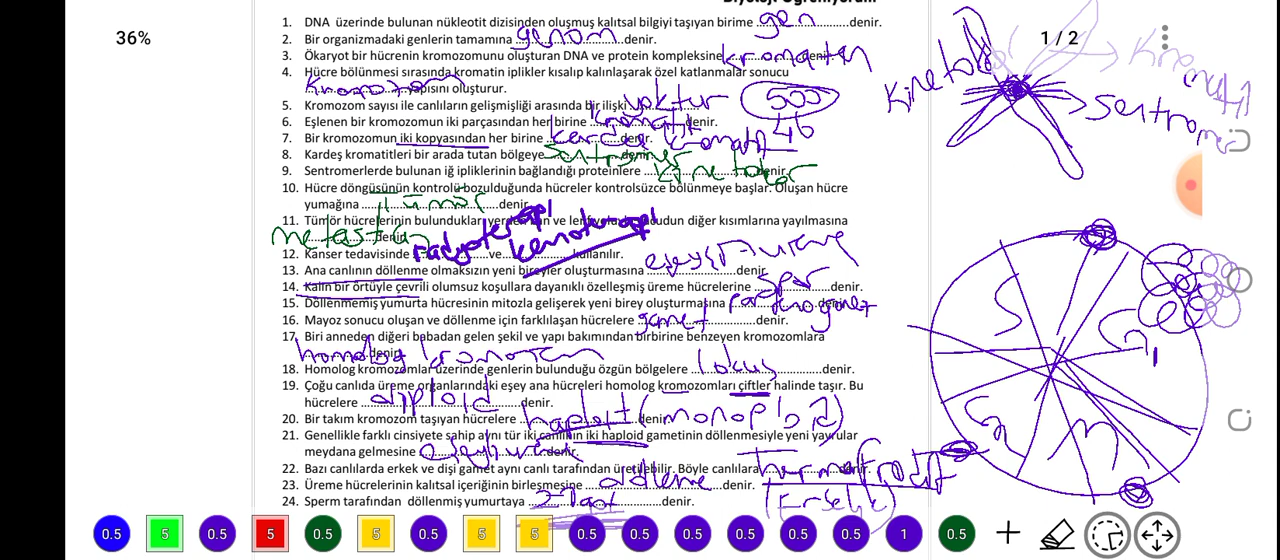 Biyoloji Öğreniyorum
36%
1 / 2
1. DNA üzerinde bulunan nükleotit dizisinden oluşmuş kalıtsal bilgiyi taşıyan birime gen denir.
2. Bir organizmadaki genlerin tamamına genom denir.
3. Ökaryot bir hücrenin kromozomunu oluşturan DNA ve protein kompleksine kromatin denir.
4. Hücre bölünmesi sırasında kromatin iplikler kısalıp kalınlaşarak özel katlanmalar sonucu
kromozom yapısını oluşturur.
5. Kromozom sayısı ile canlıların gelişmişliği arasında bir ilişki yoktur 500
6. Eşlenen bir kromozomun iki parçasından her birine kromatit denir. 46
7. Bir kromozomun iki kopyasından her birine kardeş kromatit denir.
8. Kardeş kromatitleri bir arada tutan bölgeye sentromer denir.
9. Sentromerlerde bulunan iğ ipliklerinin bağlandığı proteinlere kinetokor denir.
10. Hücre döngüsünün kontrolü bozulduğunda hücreler kontrolsüzce bölünmeye başlar. Oluşan hücre
yumağına Tümör denir.
11. Tümör hücrelerinin bulundukları yerden kan ve lenf yoluyla vücudun diğer kısımlarına yayılmasına
metastaz denir.
12. Kanser tedavisinde radyoterapi ve kemoterapi kullanılır.
13. Ana canlının döllenme olmaksızın yeni bireyler oluşturmasına eşeysiz üreme denir.
14. Kalın bir örtüyle çevrili olumsuz koşullara dayanıklı özelleşmiş üreme hücrelerine spor denir.
15. Döllenmemiş yumurta hücresinin mitozla gelişerek yeni birey oluşturmasına partenogenez denir.
16. Mayoz sonucu oluşan ve döllenme için farklılaşan hücrelere gamet denir.
17. Biri anneden diğeri babadan gelen şekil ve yapı bakımından birbirine benzeyen kromozomlara
homolog kromozom denir.
18. Homolog kromozomlar üzerinde genlerin bulunduğu özgün bölgelere lokus denir.
19. Çoğu canlıda üreme organlarındaki eşey ana hücreleri homolog kromozomları çiftler halinde taşır. Bu
hücrelere diploid denir.
20. Bir takım kromozom taşıyan hücrelere haploit (monoploid) denir.
21. Genellikle farklı cinsiyete sahip aynı tür iki canlının iki haploid gametinin döllenmesiyle yeni yavrular
meydana gelmesine denir.
22. Bazı canlılarda erkek ve dişi gamet aynı canlı tarafından üretilebilir. Böyle canlılara hermafrodit denir.
(Erselik)
23. Üreme hücrelerinin kalıtsal içeriğinin birleşmesine döllenme denir.
24. Sperm tarafından döllenmiş yumurtaya zigot denir.
Kinetokor
Sentromer
S
G1
G2
M
0.5 5 0.5 5 0.5 5 0.5 5 5 0.5 0.5 0.5 0.5 0.5 0.5 1 0.5